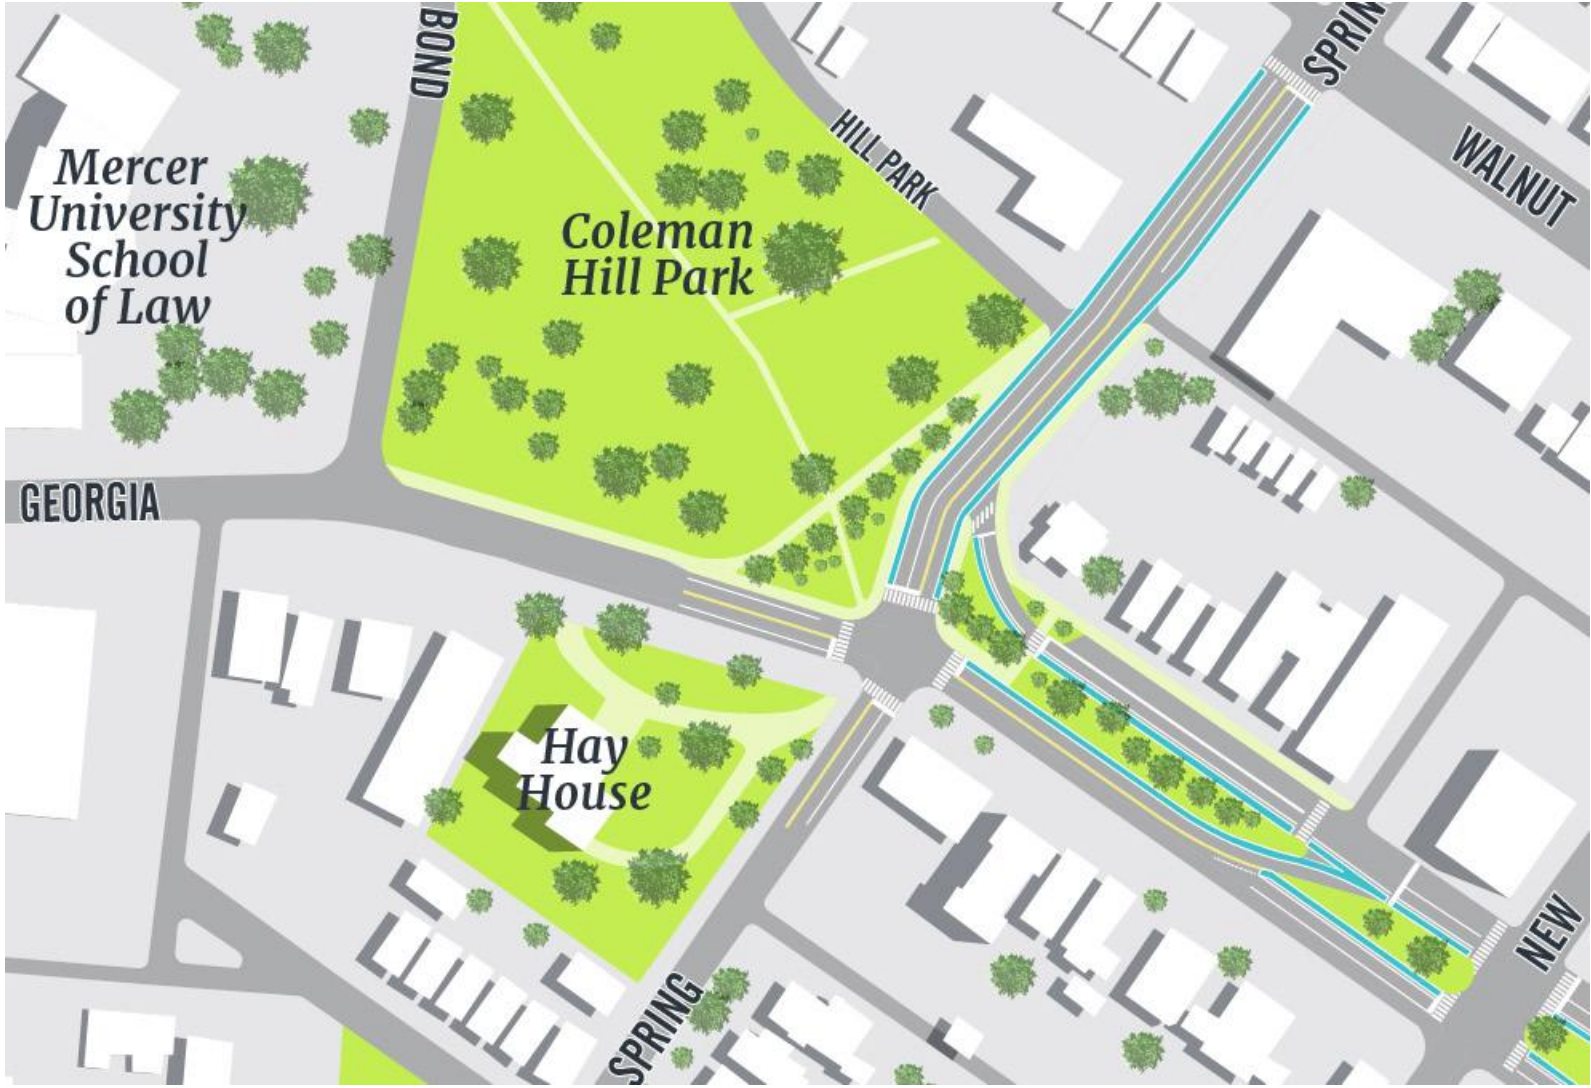 BOND
SPRIN
HILL PARK
WALNUT
Mercer
University
School
of Law
Coleman
Hill Park
GEORGIA
Hay
House
NEW
SPRING